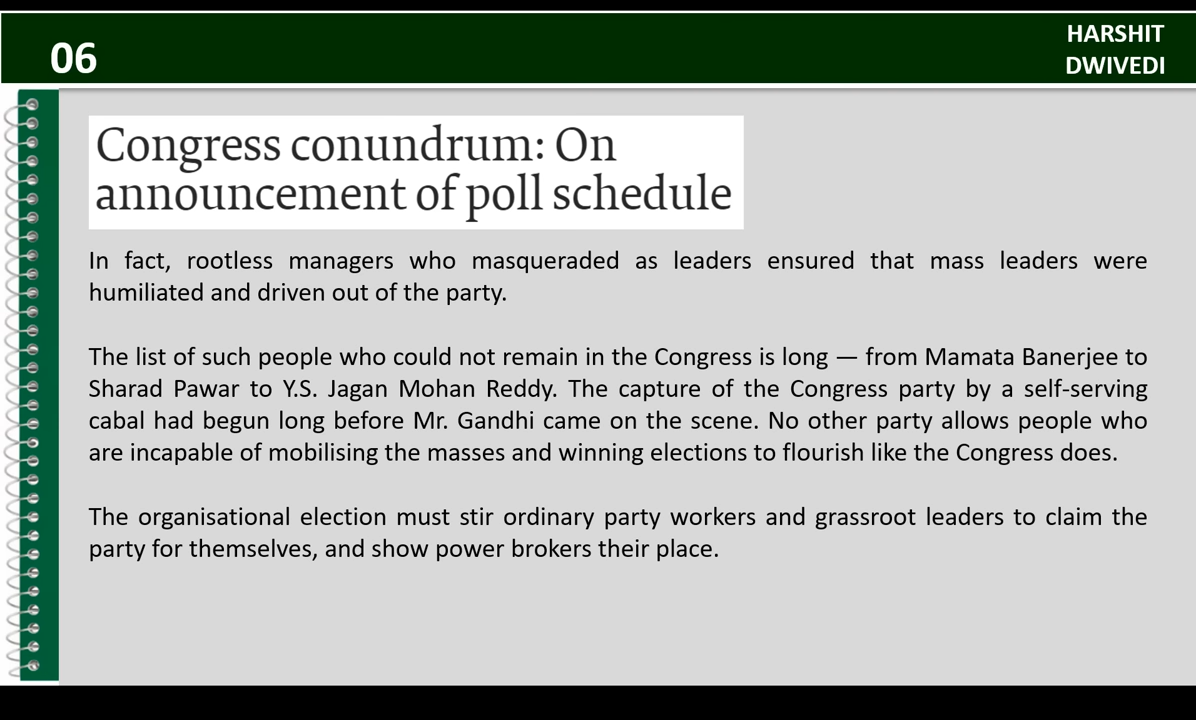 06
HARSHIT
DWIVEDI
Congress conundrum: On
announcement of poll schedule
In fact, rootless managers who masqueraded as leaders ensured that mass leaders were
humiliated and driven out of the party.
The list of such people who could not remain in the Congress is long — from Mamata Banerjee to
Sharad Pawar to Y.S. Jagan Mohan Reddy. The capture of the Congress party by a self-serving
cabal had begun long before Mr. Gandhi came on the scene. No other party allows people who
are incapable of mobilising the masses and winning elections to flourish like the Congress does.
The organisational election must stir ordinary party workers and grassroot leaders to claim the
party for themselves, and show power brokers their place.